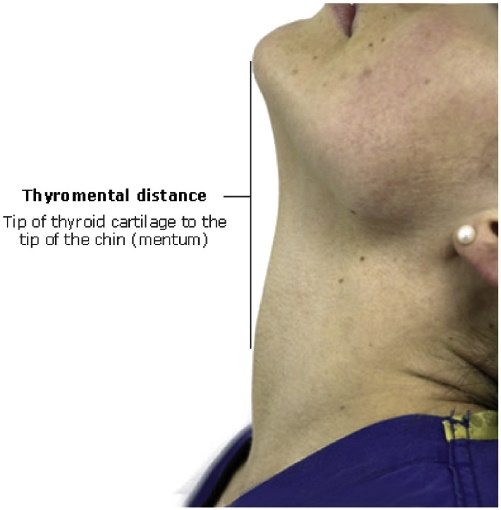 Thyromental distance
Tip of thyroid cartilage to the
tip of the chin (mentum)